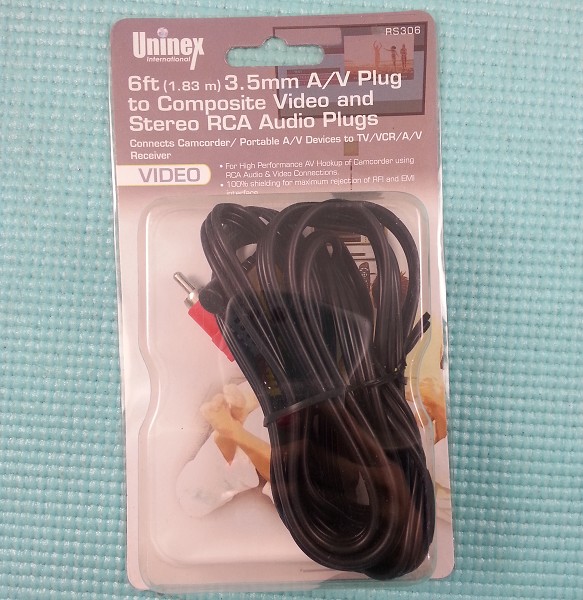 RS306
Uninex
International
6ft (1.83 m) 3.5mm A/V Plug
to Composite Video and
Stereo RCA Audio Plugs
Connects Camcorder/ Portable A/V Devices to TV/VCR/A/V
Receiver
VIDEO
• For High Performance AV Hookup of Camcorder using
RCA Audio & Video Connections.
• 100% shielding for maximum rejection of RFI and EMI
interface